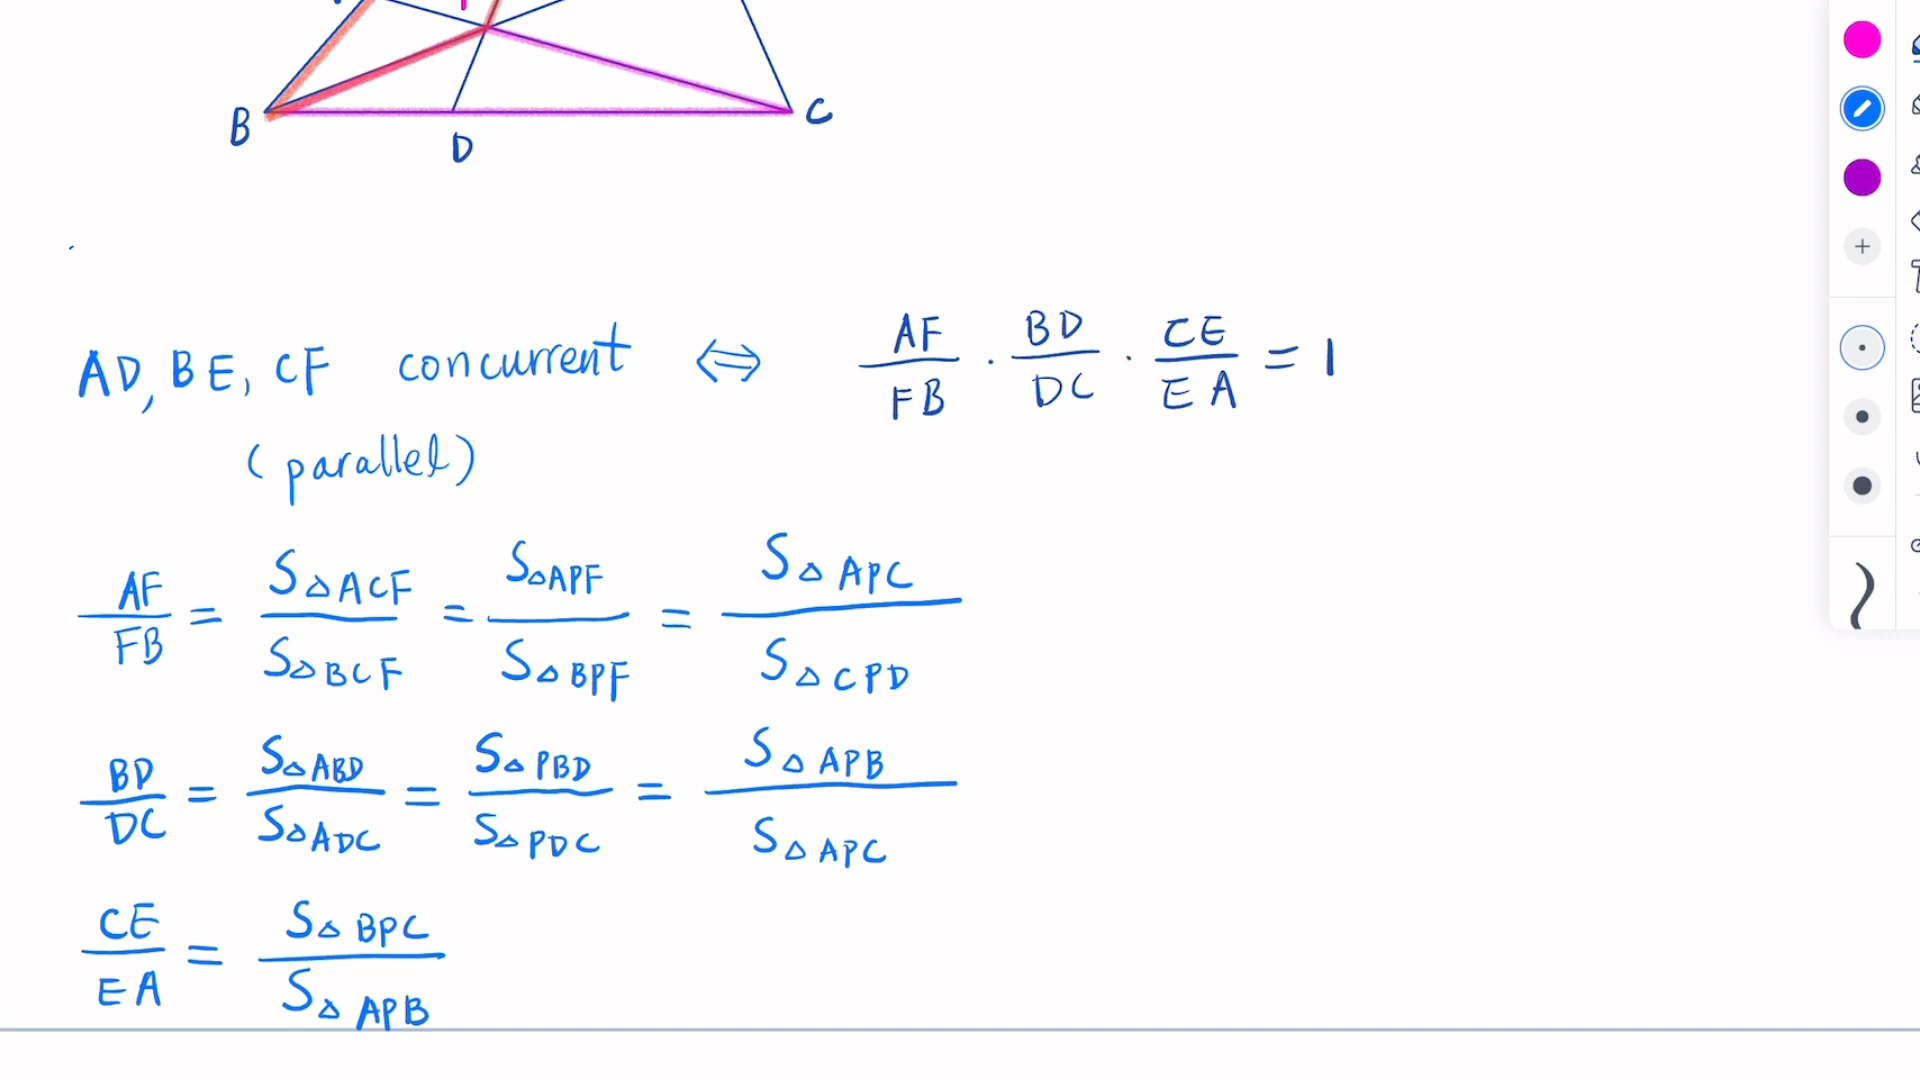 B D C
AD, BE, CF concurrent ⇔ AF/FB · BD/DC · CE/EA = 1
(parallel)
AF/FB = S△ACF/S△BCF = S△APF/S△BPF = S△APC/S△CPD
BD/DC = S△ABD/S△ADC = S△PBD/S△PDC = S△APB/S△APC
CE/EA = S△BPC/S△APB